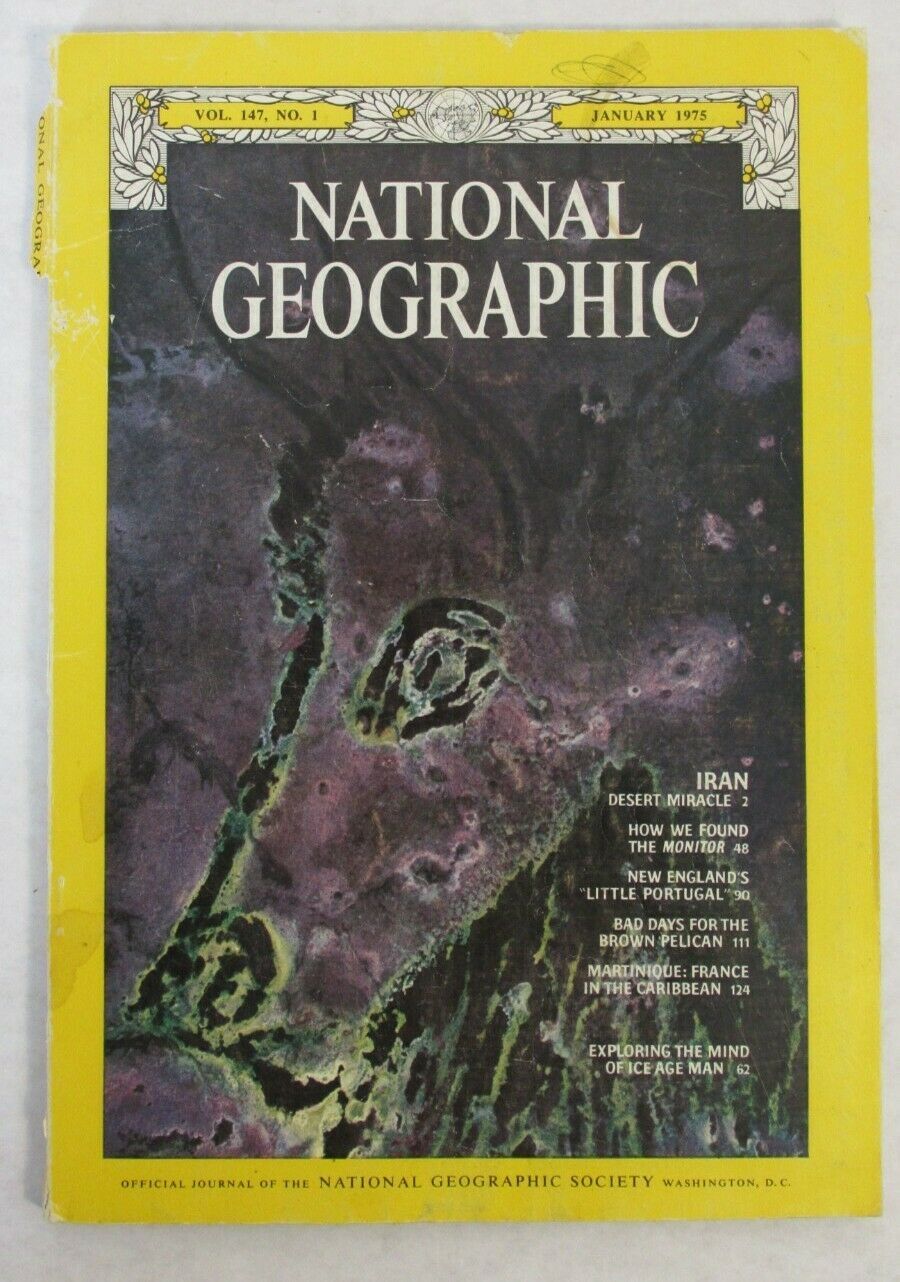 VOL. 147, NO. 1
JANUARY 1975
NATIONAL
GEOGRAPHIC
ONAL GEOGRA
IRAN
DESERT MIRACLE 2
HOW WE FOUND
THE MONITOR 48
NEW ENGLAND'S
"LITTLE PORTUGAL" 90
BAD DAYS FOR THE
BROWN PELICAN 111
MARTINIQUE: FRANCE
IN THE CARIBBEAN 124
EXPLORING THE MIND
OF ICE AGE MAN 62
OFFICIAL JOURNAL OF THE NATIONAL GEOGRAPHIC SOCIETY WASHINGTON, D.C.